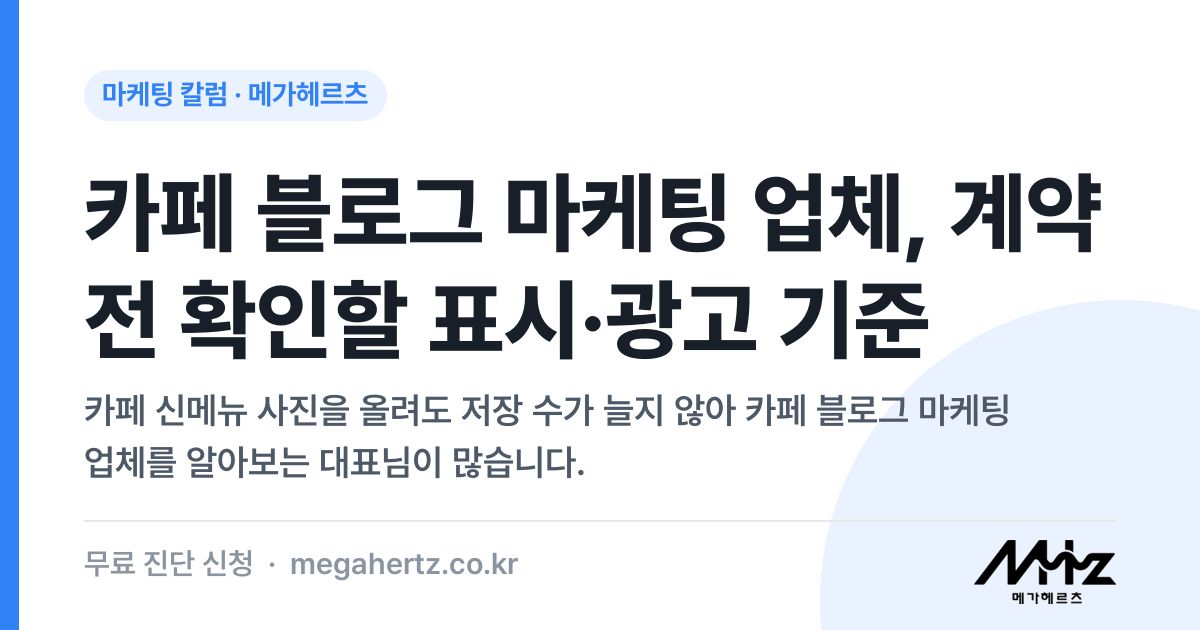 마케팅 칼럼 · 메가헤르츠
카페 블로그 마케팅 업체, 계약
전 확인할 표시·광고 기준
카페 신메뉴 사진을 올려도 저장 수가 늘지 않아 카페 블로그 마케팅
업체를 알아보는 대표님이 많습니다.
무료 진단 신청 · megahertz.co.kr
MHz
메가헤르츠